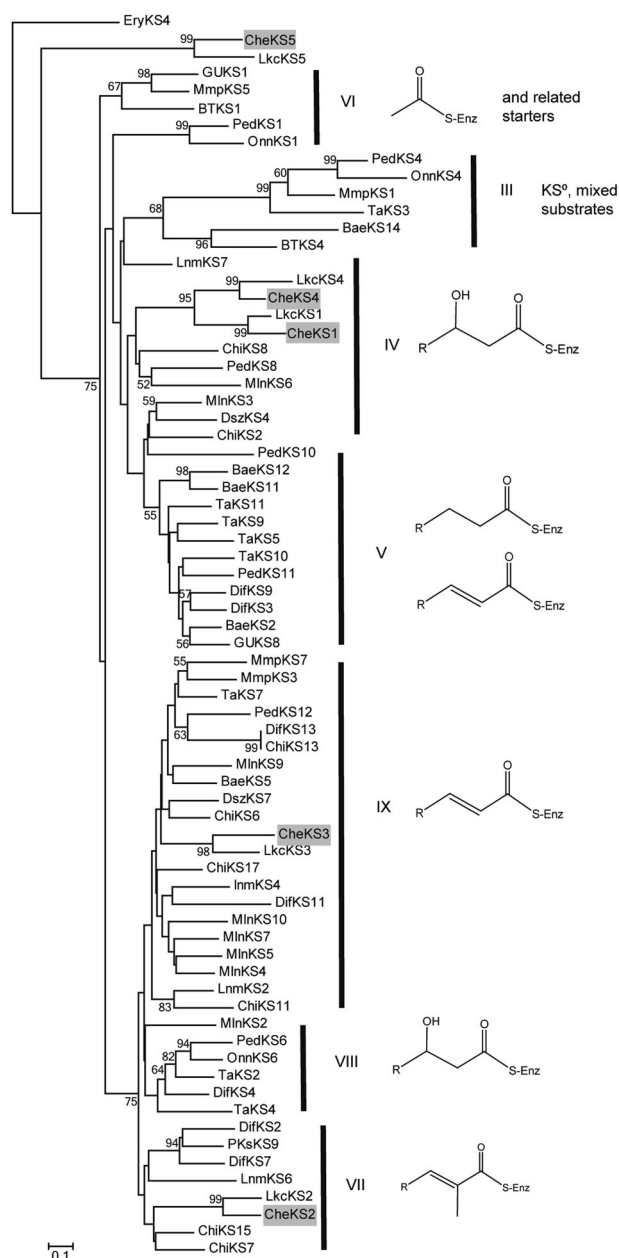 EryKS4
99
CheKS5
LkcKS5
GUKS1
98
67
MmpKS5
BTKS1
VI
O
S-Enz
and related
starters
99
PedKS1
OnnKS1
PedKS4
99
60
OnnKS4
99
MmpKS1
III
KSº, mixed
substrates
68
TaKS3
BaeKS14
96
BTKS4
LnmKS7
LkcKS4
99
95
CheKS4
LkcKS1
99
CheKS1
IV
OH
O
R
S-Enz
ChiKS8
PedKS8
75
52
MlnKS6
59
MlnKS3
DszKS4
ChiKS2
PedKS10
98
BaeKS12
BaeKS11
55
TaKS11
TaKS9
TaKS5
O
R
S-Enz
V
TaKS10
PedKS11
57
DifKS9
DifKS3
BaeKS2
56
GUKS8
O
R
S-Enz
55
MmpKS7
MmpKS3
TaKS7
PedKS12
63
DifKS13
99
ChiKS13
MlnKS9
BaeKS5
DszKS7
ChiKS6
IX
O
R
S-Enz
CheKS3
98
LkcKS3
ChiKS17
lnmKS4
DifKS11
MlnKS10
MlnKS7
MlnKS5
MlnKS4
LnmKS2
83
ChiKS11
MlnKS2
94
PedKS6
82
OnnKS6
64
TaKS2
DifKS4
75
TaKS4
VIII
OH
O
R
S-Enz
DifKS2
94
PKsKS9
DifKS7
LnmKS6
VII
O
R
S-Enz
99
LkcKS2
CheKS2
ChiKS15
ChiKS7
0.1